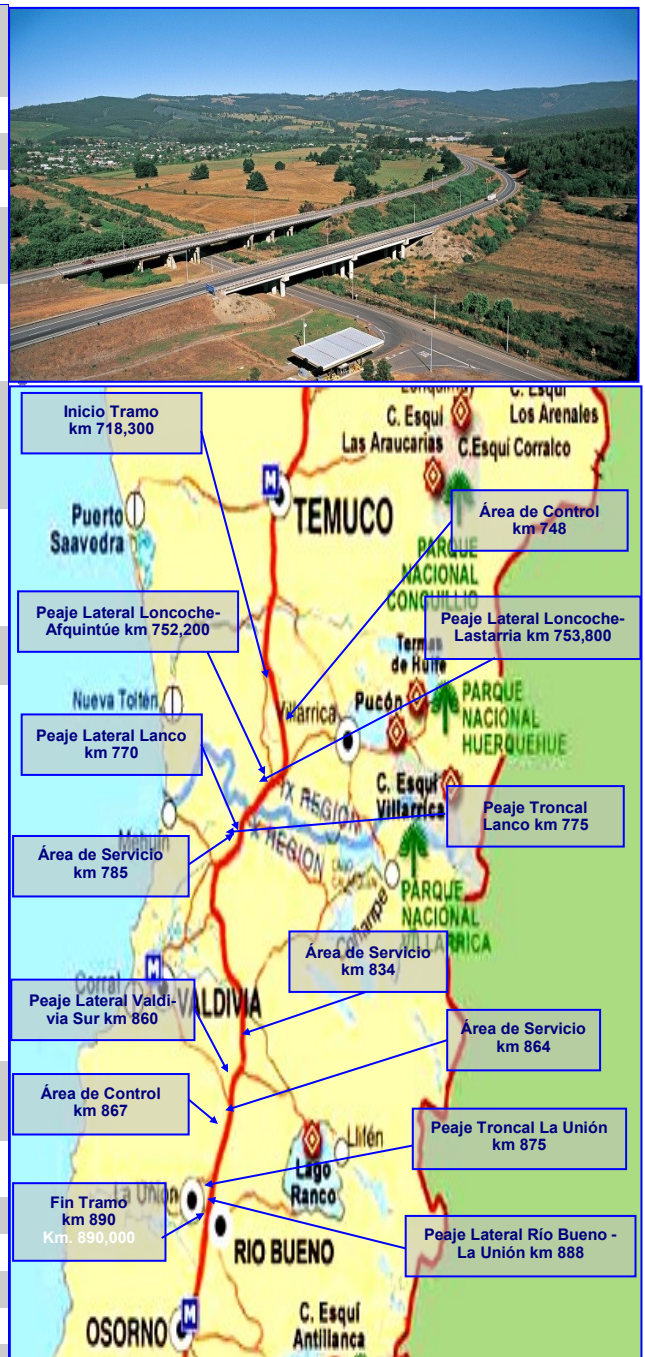 Inicio Tramo
km 718,300
C. Esquí
Las Araucarias
C. Esquí
Los Arenales
C.Esquí Corralco
TEMUCO
M
Área de Control
km 748
Puerto
Saavedra
PARQUE
NACIONAL
CONGUILLIO
Peaje Lateral Loncoche-
Afquintúe km 752,200
Peaje Lateral Loncoche-
Lastarria km 753,800
Termas
de Huife
Nueva Toltén
Villarrica
Pucón
PARQUE
NACIONAL
HUERQUEHUE
Peaje Lateral Lanco
km 770
C. Esquí
Villarrica
IX REGION
X REGION
Peaje Troncal
Lanco km 775
Mehuín
Área de Servicio
km 785
Coñaripe
PARQUE
NACIONAL
VILLARRICA
Área de Servicio
km 834
M
Corral
VALDIVIA
Peaje Lateral Valdi-
via Sur km 860
Área de Servicio
km 864
Área de Control
km 867
Peaje Troncal La Unión
km 875
Llifén
Lago
Ranco
La Unión
Fin Tramo
km 890
Km. 890,000
Peaje Lateral Río Bueno -
La Unión km 888
RIO BUENO
M
OSORNO
C. Esquí
Antillanca